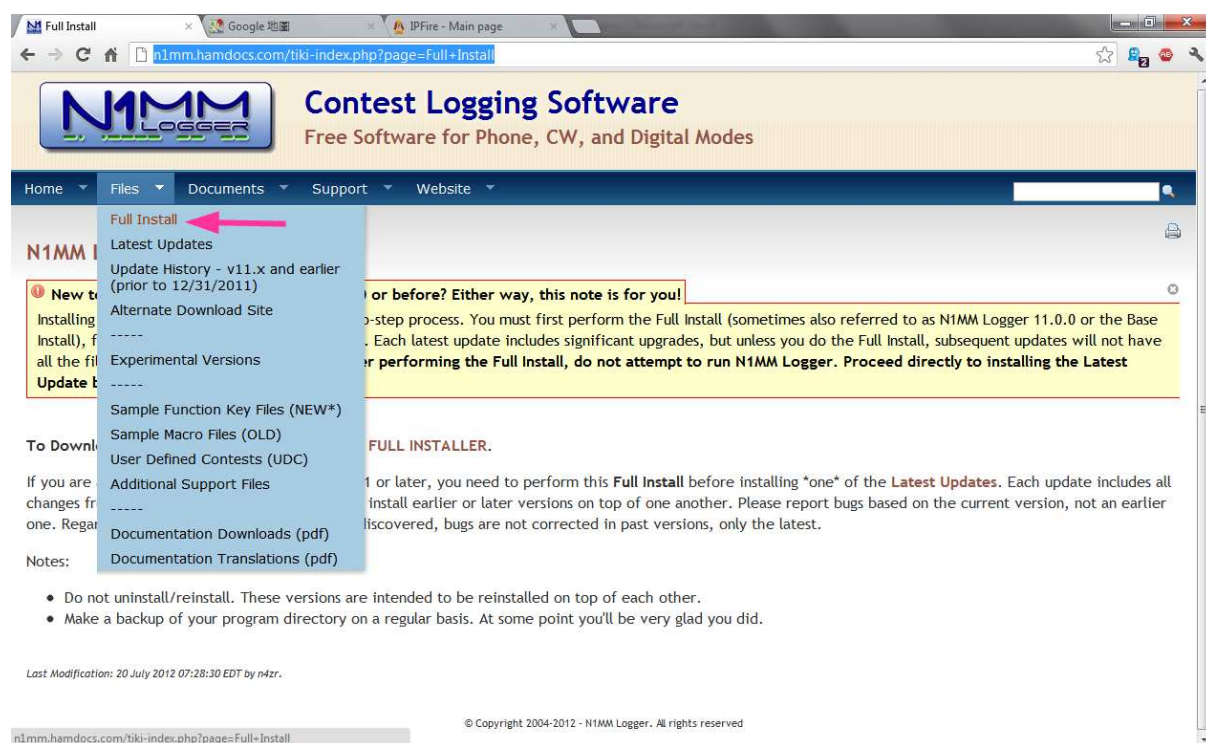 Full Install
Google 地圖
IPFire - Main page
n1mm.hamdocs.com/tiki-index.php?page=Full+Install
2
N1MM
LOGGER
Contest Logging Software
Free Software for Phone, CW, and Digital Modes
Home Files Documents Support Website
Full Install
Latest Updates
Update History - v11.x and earlier
(prior to 12/31/2011)
Alternate Download Site
-----
Experimental Versions
-----
Sample Function Key Files (NEW*)
Sample Macro Files (OLD)
User Defined Contests (UDC)
Additional Support Files
-----
Documentation Downloads (pdf)
Documentation Translations (pdf)
N1MM
New or before? Either way, this note is for you!
Installing -step process. You must first perform the Full Install (sometimes also referred to as N1MM Logger 11.0.0 or the Base
Install), . Each latest update includes significant upgrades, but unless you do the Full Install, subsequent updates will not have
all the performing the Full Install, do not attempt to run N1MM Logger. Proceed directly to installing the Latest
Update
To FULL INSTALLER.
If you are or later, you need to perform this Full Install before installing *one* of the Latest Updates. Each update includes all
changes install earlier or later versions on top of one another. Please report bugs based on the current version, not an earlier
one. discovered, bugs are not corrected in past versions, only the latest.
Notes:
• Do not uninstall/reinstall. These versions are intended to be reinstalled on top of each other.
• Make a backup of your program directory on a regular basis. At some point you'll be very glad you did.
Last Modification: 20 July 2012 07:28:30 EDT by n4zr.
© Copyright 2004-2012 - N1MM Logger. All rights reserved
n1mm.hamdocs.com/tiki-index.php?page=Full+Install